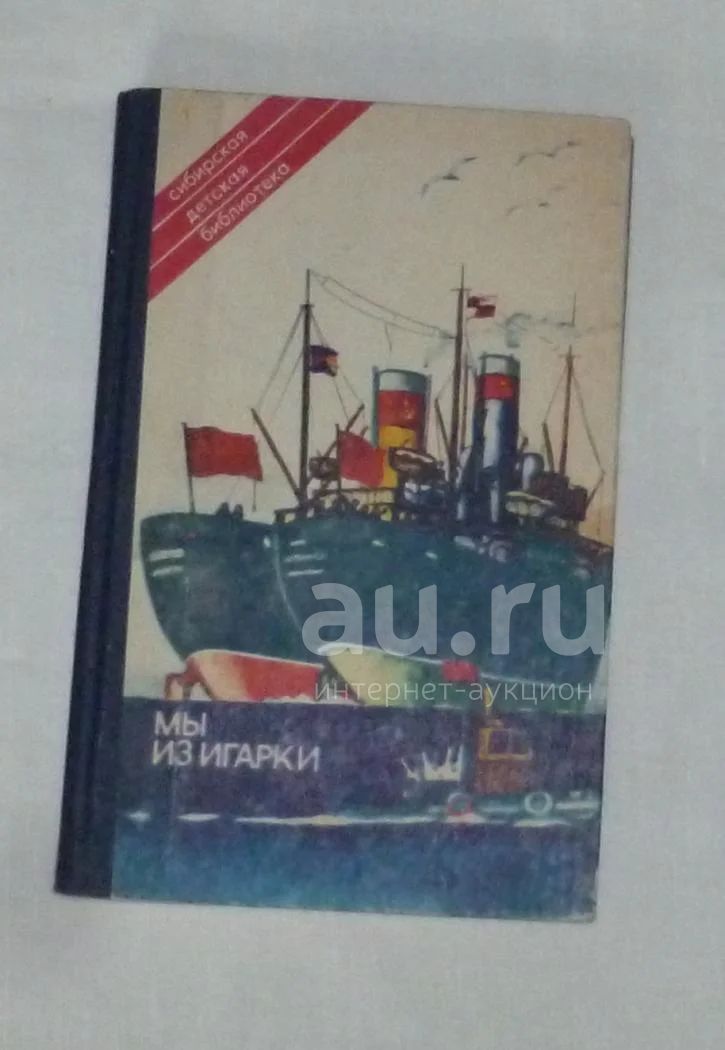 сибирская
детская
библиотека
au.ru
интернет-аукцион
МЫ
ИЗ ИГАРКИ